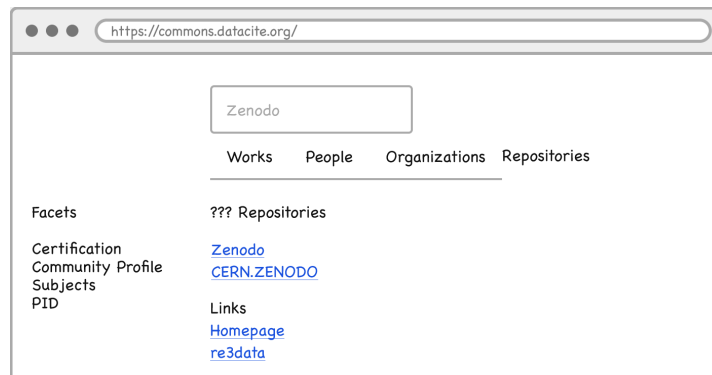 https://commons.datacite.org/
Zenodo
Works People Organizations Repositories
Facets
Certification
Community Profile
Subjects
PID
??? Repositories
Zenodo
CERN.ZENODO
Links
Homepage
re3data